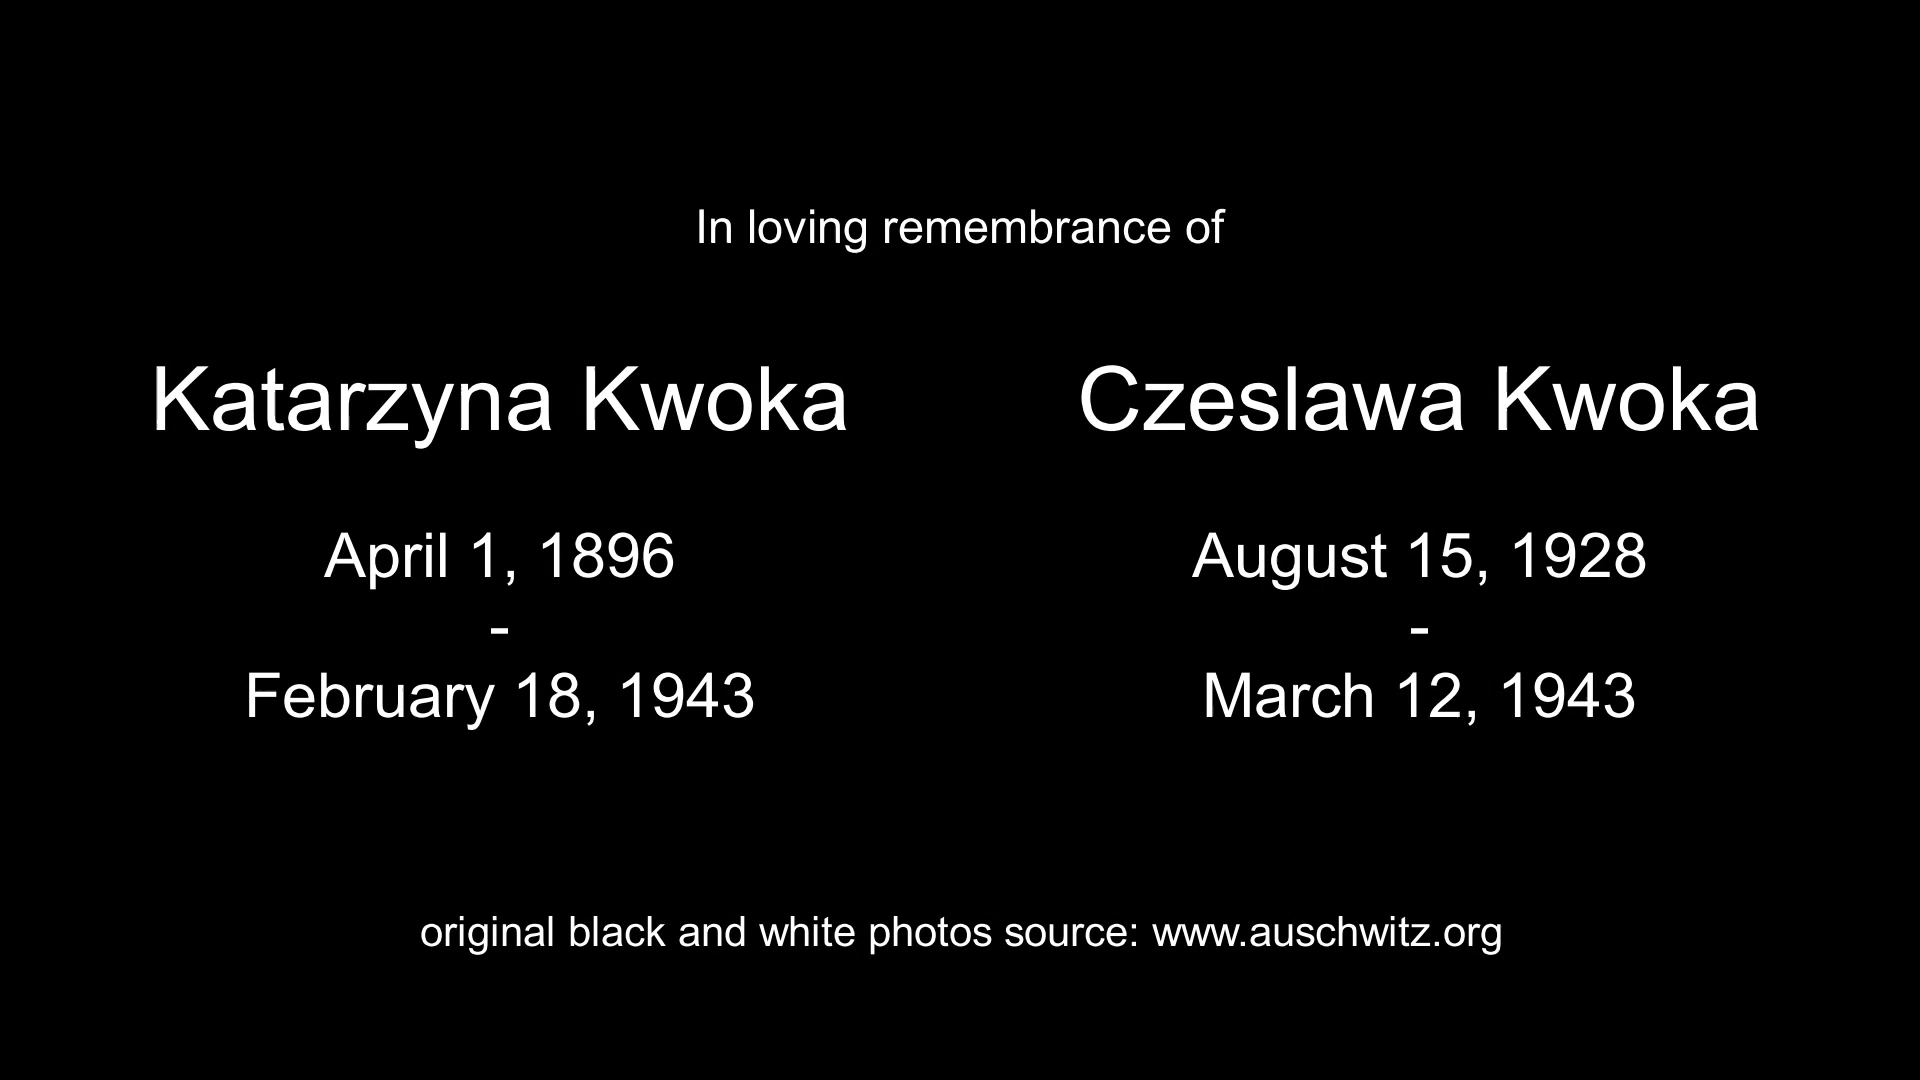 In loving remembrance of
Katarzyna Kwoka
April 1, 1896
-
February 18, 1943
Czeslawa Kwoka
August 15, 1928
-
March 12, 1943
original black and white photos source: www.auschwitz.org